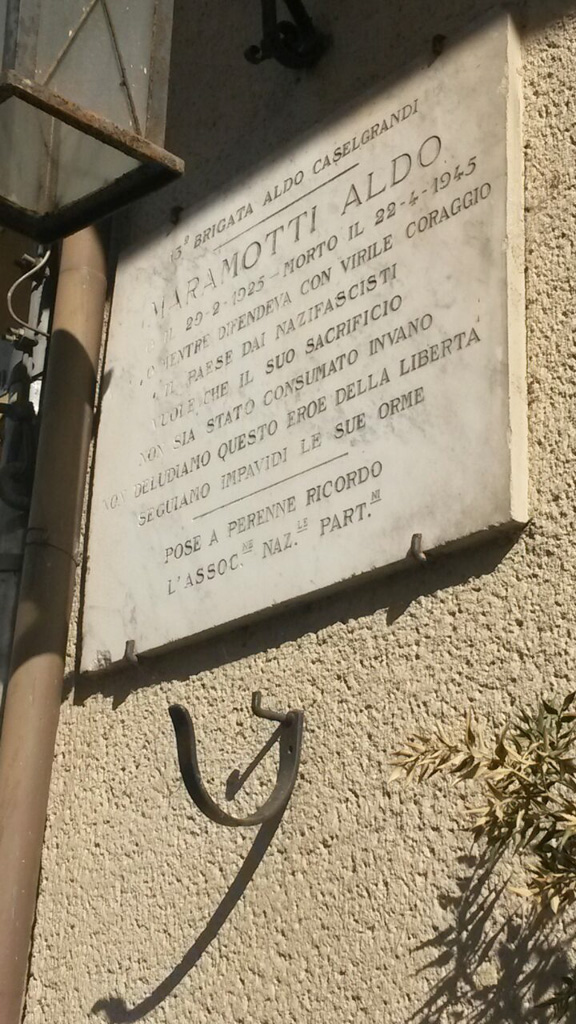 13ª BRIGATA ALDO CASELGRANDI
MARAMOTTI ALDO
IL 29-2-1925 - MORTO IL 22-4-1945
MENTRE DIFENDEVA CON VIRILE CORAGGIO
IL PAESE DAI NAZIFASCISTI
VUOLE CHE IL SUO SACRIFICIO
NON SIA STATO CONSUMATO INVANO
NON DELUDIAMO QUESTO EROE DELLA LIBERTA
SEGUIAMO IMPAVIDI LE SUE ORME
POSE A PERENNE RICORDO
L'ASSOC.NE NAZ.LE PART.NI